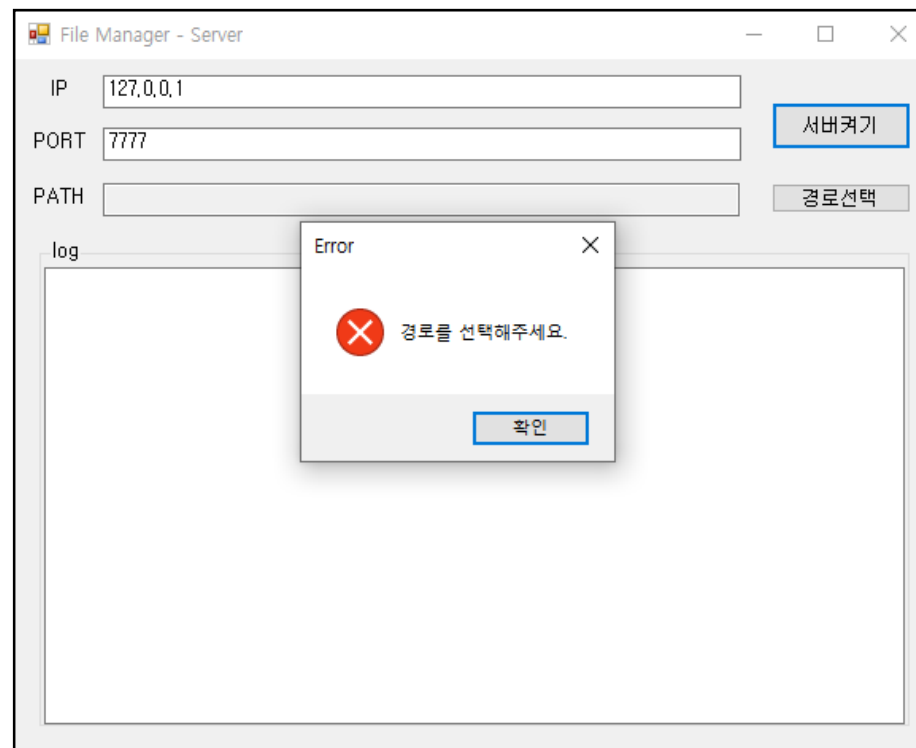 File Manager - Server
IP
127,0,0,1
서버켜기
PORT
7777
PATH
경로선택
log
Error
경로를 선택해주세요.
확인